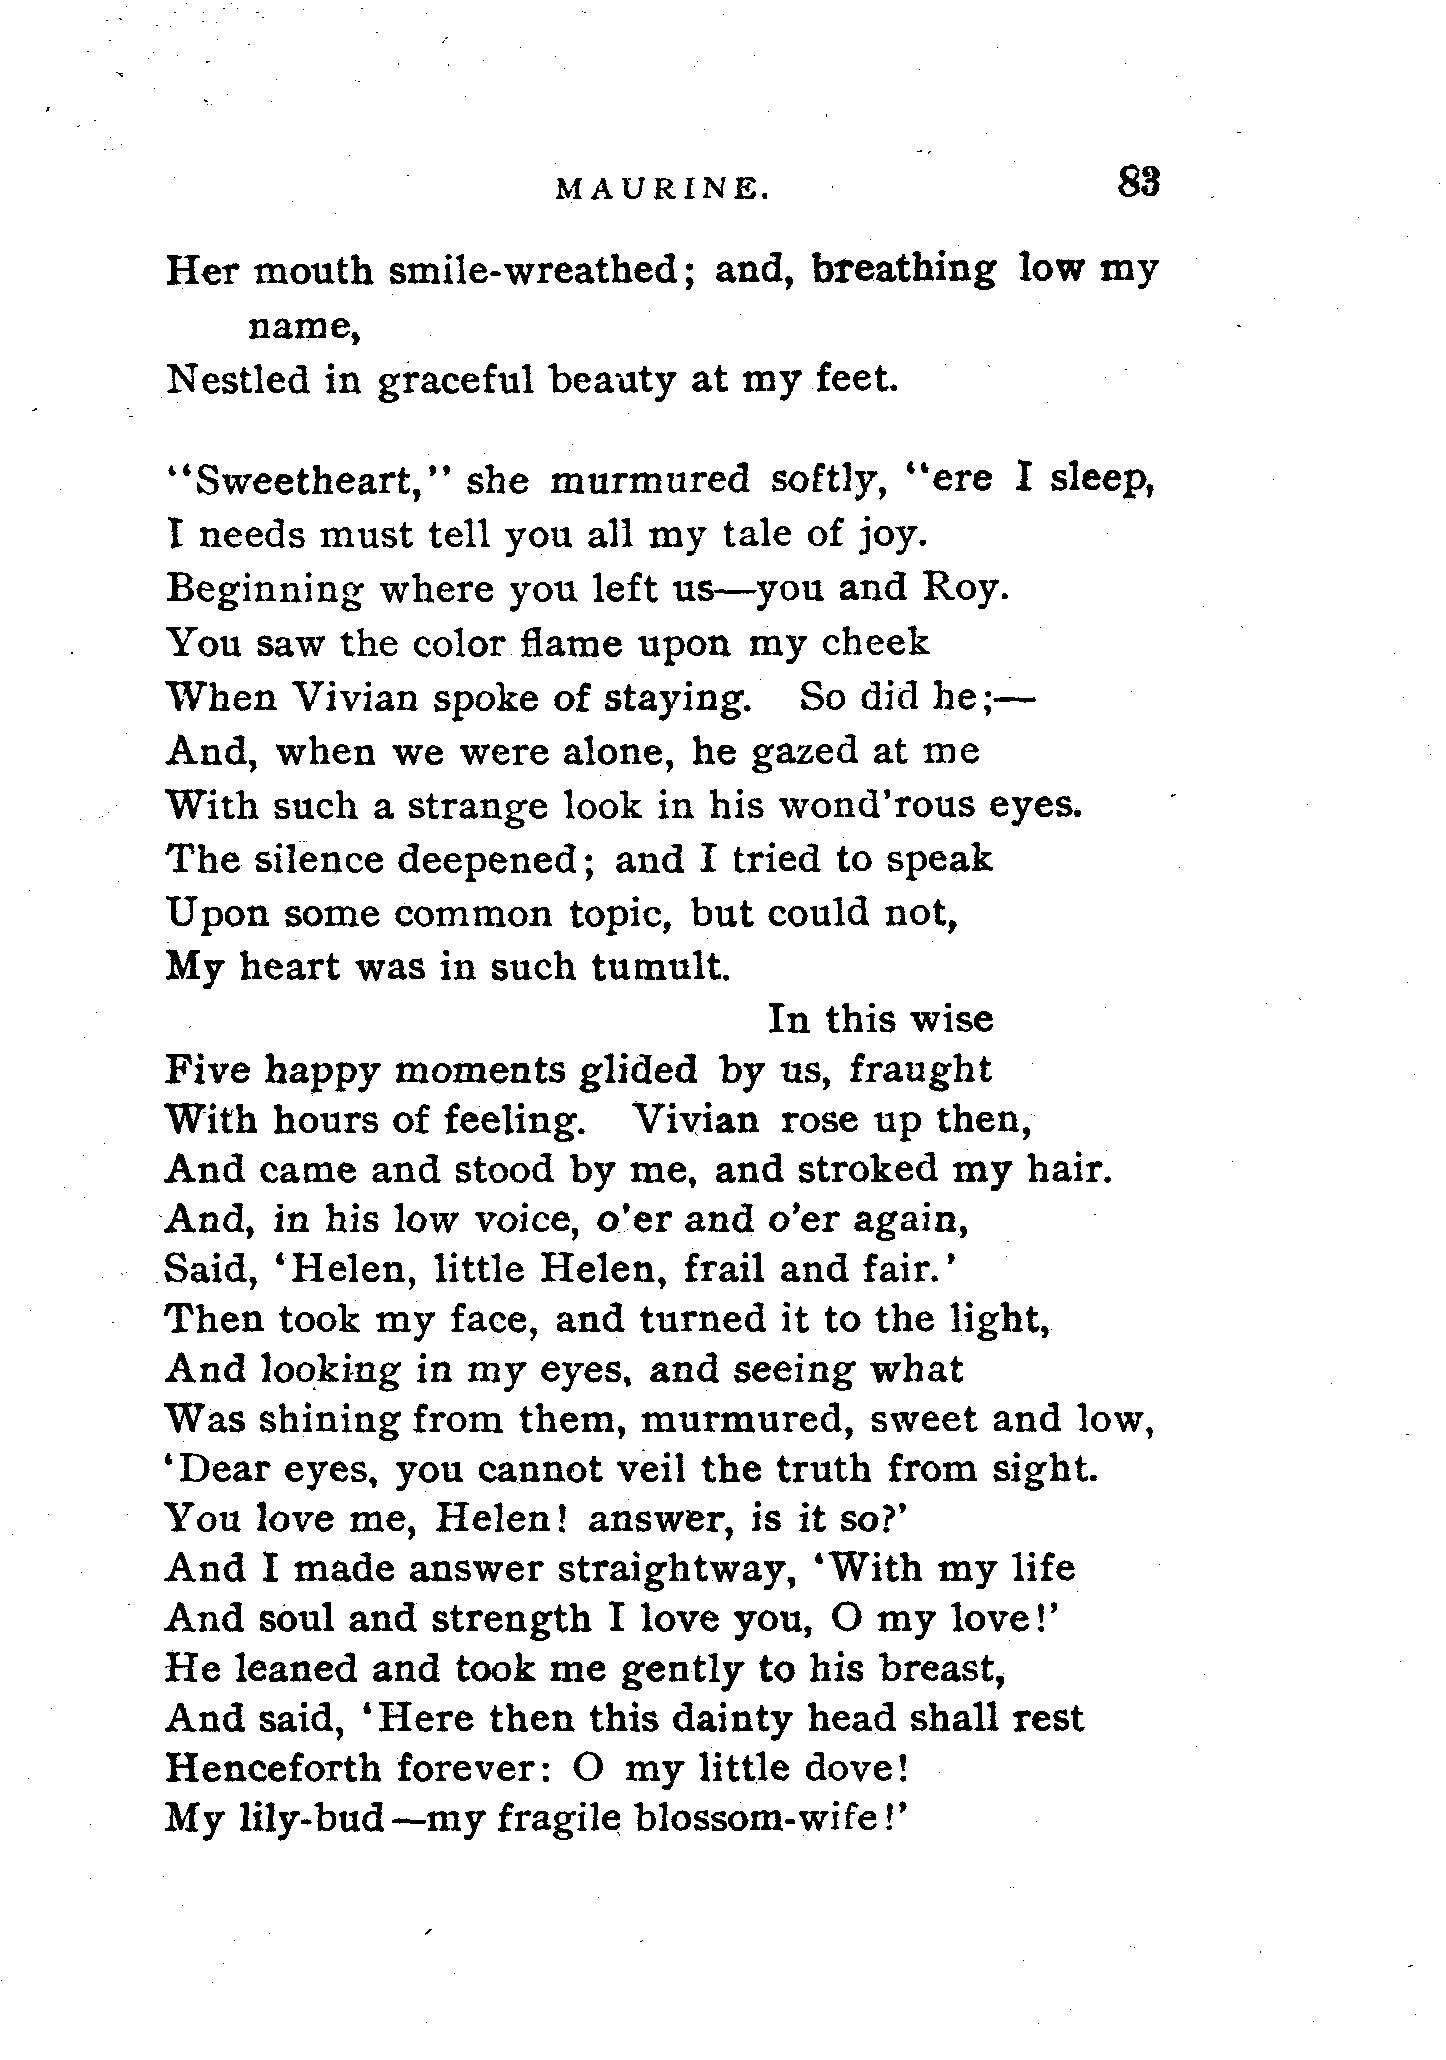 MAURINE. 83
Her mouth smile-wreathed; and, breathing low my
name,
Nestled in graceful beauty at my feet.
"Sweetheart," she murmured softly, "ere I sleep,
I needs must tell you all my tale of joy.
Beginning where you left us—you and Roy.
You saw the color flame upon my cheek
When Vivian spoke of staying. So did he;—
And, when we were alone, he gazed at me
With such a strange look in his wond'rous eyes.
The silence deepened; and I tried to speak
Upon some common topic, but could not,
My heart was in such tumult.
In this wise
Five happy moments glided by us, fraught
With hours of feeling. Vivian rose up then,
And came and stood by me, and stroked my hair.
And, in his low voice, o'er and o'er again,
Said, 'Helen, little Helen, frail and fair.'
Then took my face, and turned it to the light,
And looking in my eyes, and seeing what
Was shining from them, murmured, sweet and low,
'Dear eyes, you cannot veil the truth from sight.
You love me, Helen! answer, is it so?'
And I made answer straightway, 'With my life
And soul and strength I love you, O my love!'
He leaned and took me gently to his breast,
And said, 'Here then this dainty head shall rest
Henceforth forever: O my little dove!
My lily-bud—my fragile blossom-wife!'